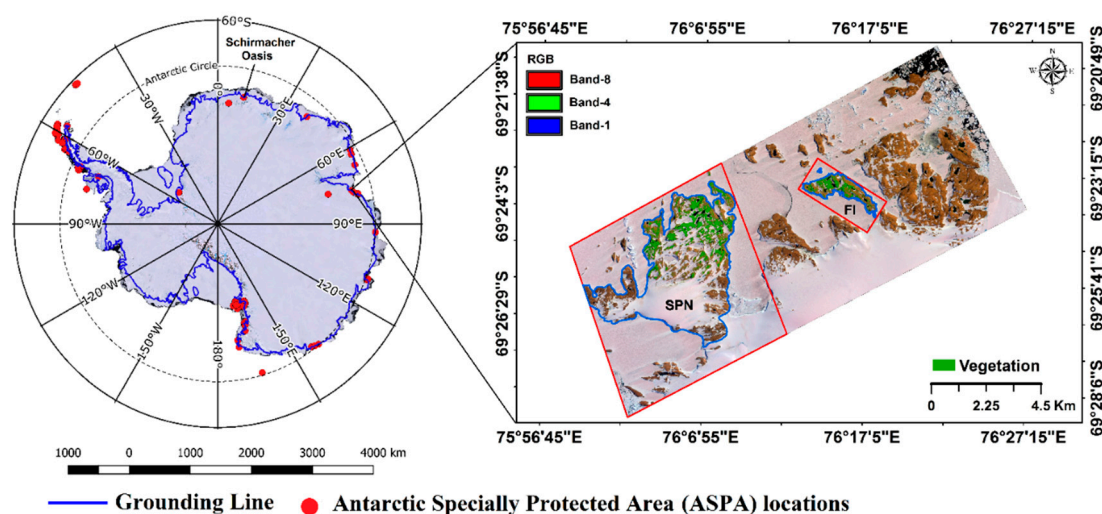 60°S
Schirmacher
Oasis
Antarctic Circle
0°
30°W
30°E
60°W
60°E
90°W
90°E
120°W
120°E
150°W
150°E
180°
1000 0 1000 2000 3000 4000 km
75°56'45"E 76°6'55"E 76°17'5"E 76°27'15"E
RGB
Band-8
Band-4
Band-1
N
W E
S
69°21'38"S
69°24'3"S
69°26'29"S
69°20'49"S
69°23'15"S
69°25'41"S
69°28'6"S
FI
SPN
Vegetation
0 2.25 4.5 Km
75°56'45"E 76°6'55"E 76°17'5"E 76°27'15"E
Grounding Line
Antarctic Specially Protected Area (ASPA) locations